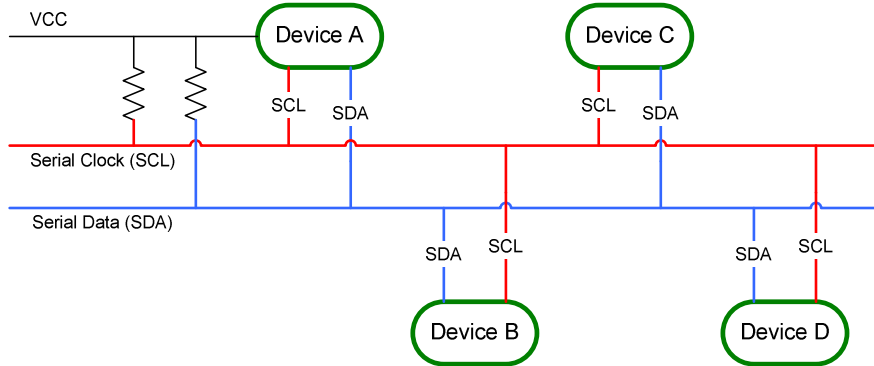 VCC
Device A
Device C
SCL
SDA
SCL
SDA
Serial Clock (SCL)
Serial Data (SDA)
SDA
SCL
SDA
SCL
Device B
Device D